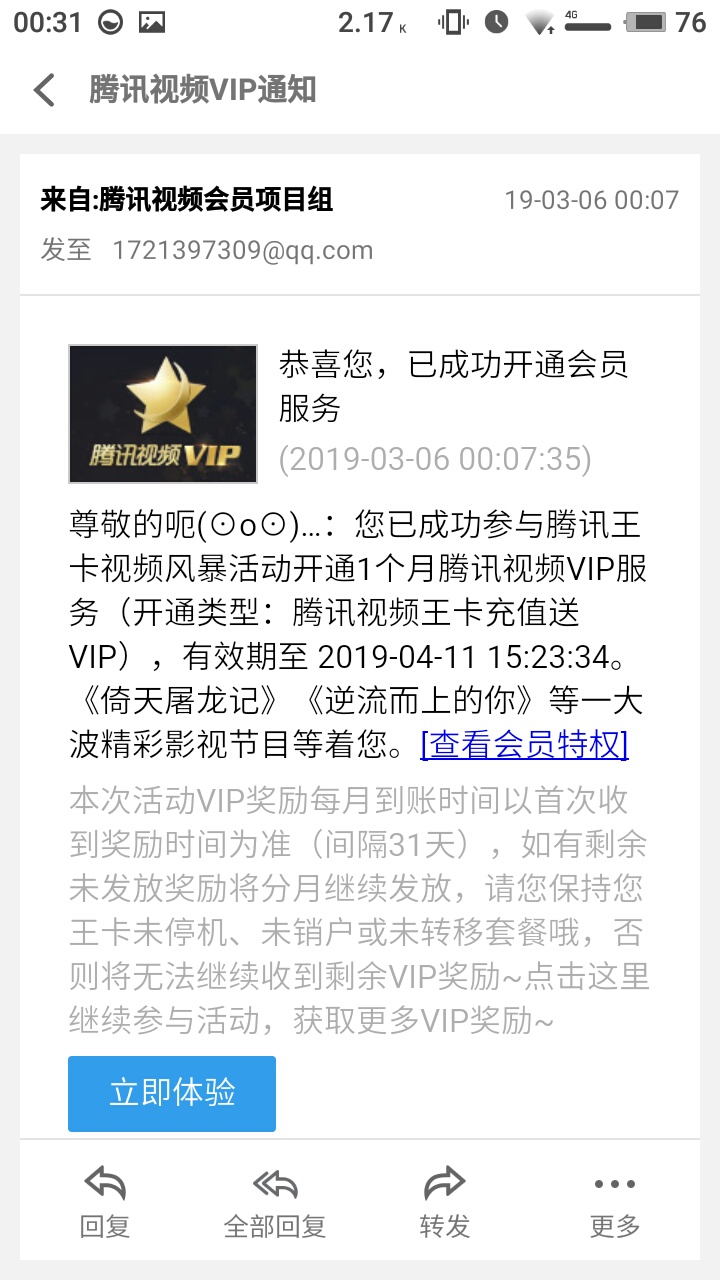 00:31 2.17 K 4G 76
腾讯视频VIP通知
来自:腾讯视频会员项目组 19-03-06 00:07
发至 1721397309@qq.com
恭喜您，已成功开通会员
服务
腾讯视频VIP (2019-03-06 00:07:35)
尊敬的呃(⊙o⊙)…：您已成功参与腾讯王
卡视频风暴活动开通1个月腾讯视频VIP服
务（开通类型：腾讯视频王卡充值送
VIP），有效期至 2019-04-11 15:23:34。
《倚天屠龙记》《逆流而上的你》等一大
波精彩影视节目等着您。[查看会员特权]
本次活动VIP奖励每月到账时间以首次收
到奖励时间为准（间隔31天），如有剩余
未发放奖励将分月继续发放，请您保持您
王卡未停机、未销户或未转移套餐哦，否
则将无法继续收到剩余VIP奖励~点击这里
继续参与活动，获取更多VIP奖励~
立即体验
回复 全部回复 转发 更多